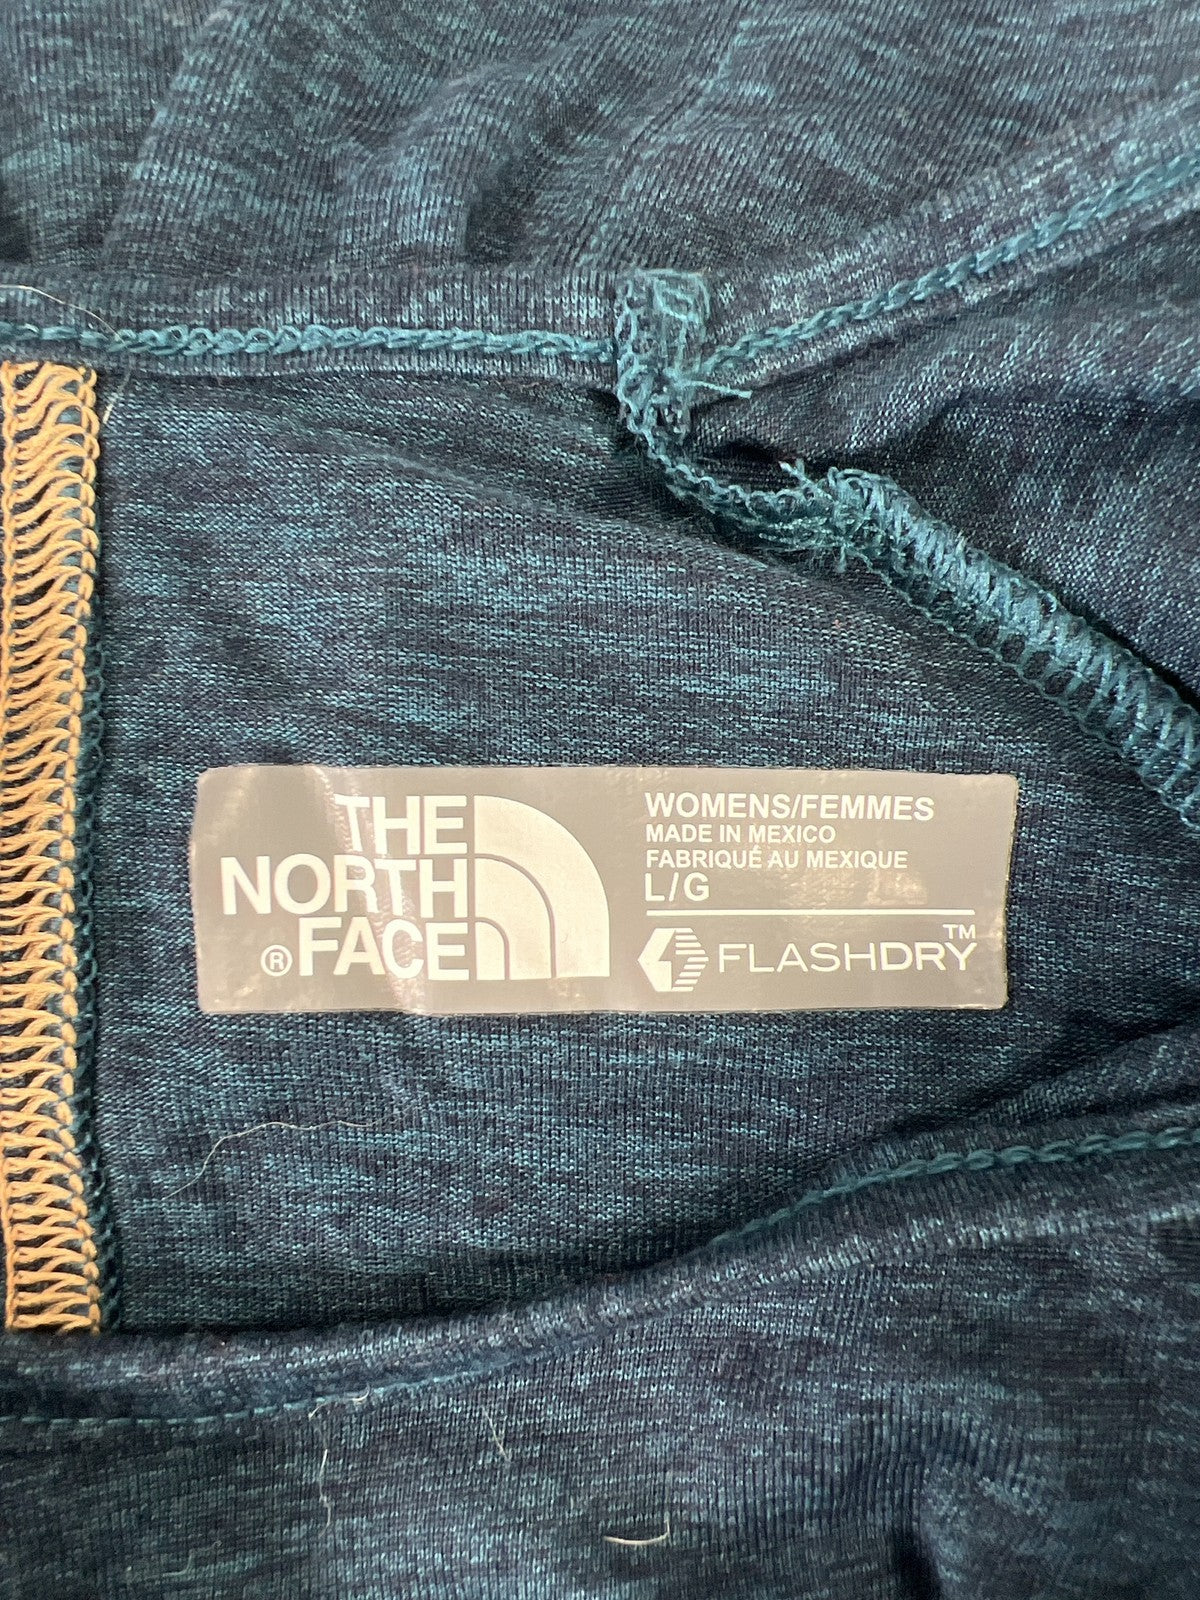 THE
NORTH
® FACE
WOMENS/FEMMES
MADE IN MEXICO
FABRIQUÉ AU MEXIQUE
L/G
FLASHDRY™